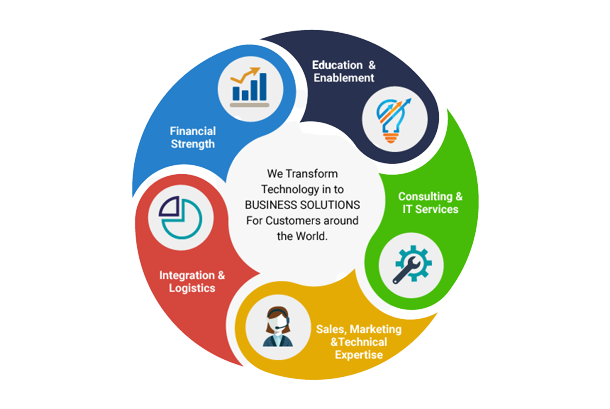 Education &
Enablement
Financial
Strength
We Transform
Technology in to
BUSINESS SOLUTIONS
For Customers around
the World.
Consulting &
IT Services
Integration &
Logistics
Sales, Marketing
&Technical
Expertise